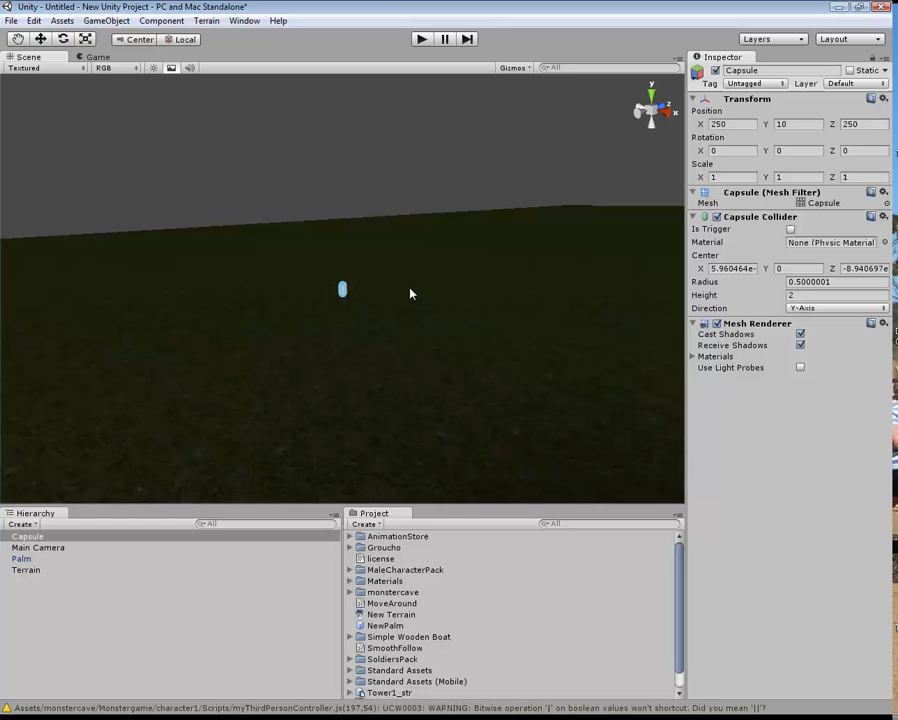 Unity - Untitled - New Unity Project - PC and Mac Standalone*
File Edit Assets GameObject Component Terrain Window Help
Center Local Layers Layout
Scene Game
Textured RGB Gizmos All
y
z
x
Inspector
Capsule Static
Tag Untagged Layer Default
Transform
Position
X 250 Y 10 Z 250
Rotation
X 0 Y 0 Z 0
Scale
X 1 Y 1 Z 1
Capsule (Mesh Filter)
Mesh Capsule
Capsule Collider
Is Trigger
Material None (Physic Material
Center
X 5.960464e- Y 0 Z -8.940697e
Radius 0.5000001
Height 2
Direction Y-Axis
Mesh Renderer
Cast Shadows
Receive Shadows
Materials
Use Light Probes
Hierarchy
Create All
Capsule
Main Camera
Palm
Terrain
Project
Create All
AnimationStore
Groucho
license
MaleCharacterPack
Materials
monstercave
MoveAround
New Terrain
NewPalm
Simple Wooden Boat
SmoothFollow
SoldiersPack
Standard Assets
Standard Assets (Mobile)
Tower1_str
Assets/monstercave/Monstergame/character1/Scripts/myThirdPersonController.js(197,54): UCW0003: WARNING: Bitwise operation '|' on boolean values won't shortcut. Did you mean '||'?